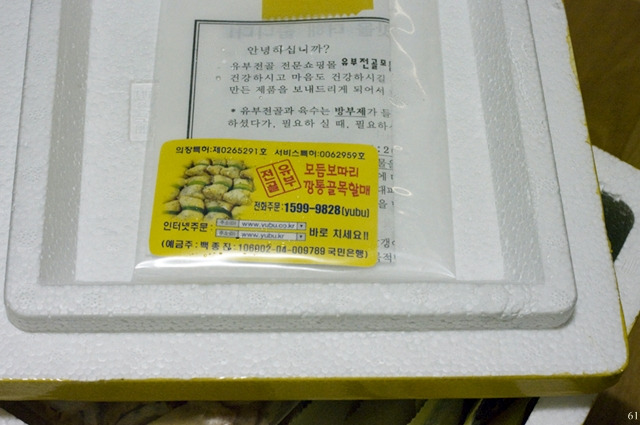 안녕하십니까?
유부전골 전문쇼핑몰 유부전골모
건강하시고 마음도 건강하시길
만든 제품을 보내드리게 되어서
* 유부전골과 육수는 방부제가 들
하셨다가, 필요하 실 때, 필요하
의장특허:제0265291호 서비스특허:0062959호
유부
전골
모듬보따리
깡통골목할매
전화주문: 1599-9828(yubu)
인터넷주문: www.yubu.co.kr
www.yubu.kr 바로 치세요!!
(예금주: 백 종 진: 106902-04-009789 국민은행)
61